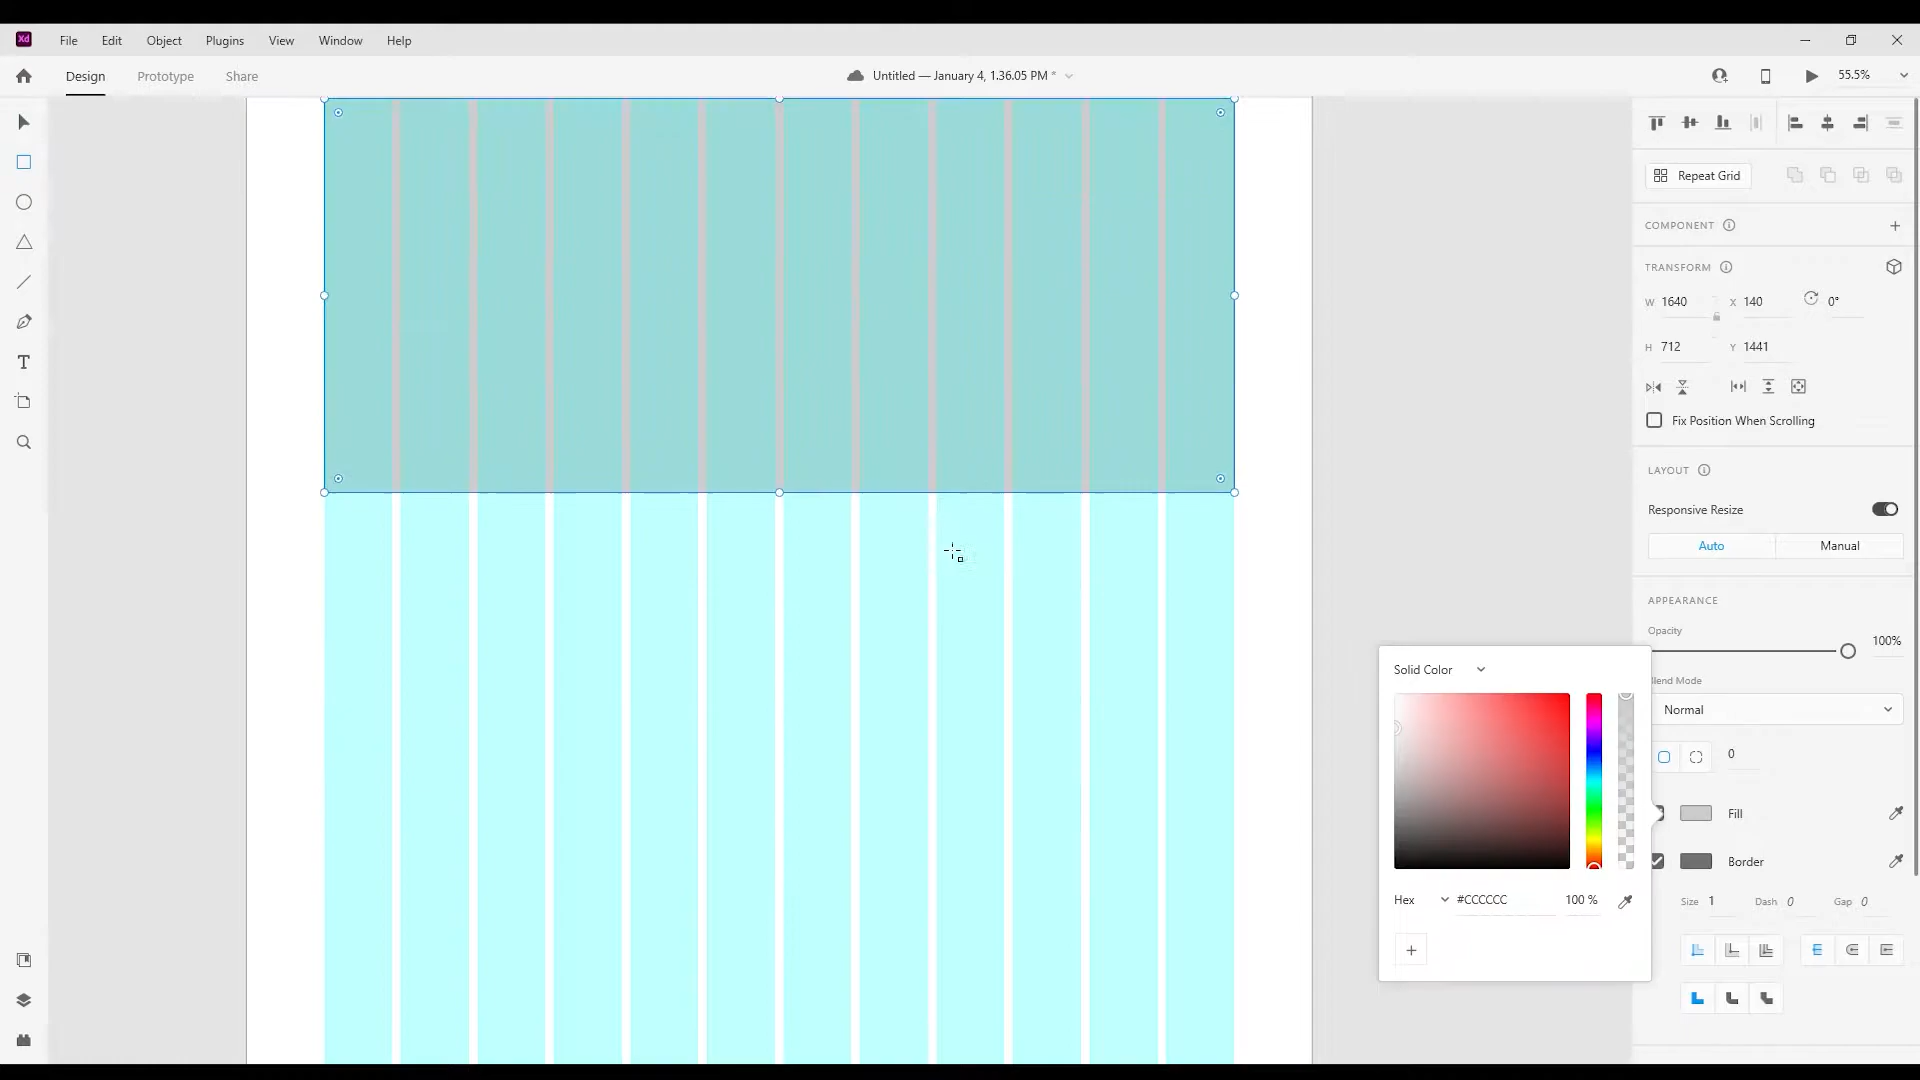 Xd File Edit Object Plugins View Window Help
Design Prototype Share Untitled — January 4, 1.36.05 PM * 55.5%
Repeat Grid
COMPONENT
TRANSFORM
W 1640 X 140 0°
H 712 Y 1441
Fix Position When Scrolling
LAYOUT
Responsive Resize
Auto Manual
APPEARANCE
Opacity
100%
Solid Color
lend Mode
Normal
0
Fill
Border
Hex #CCCCCC 100 %
Size 1 Dash 0 Gap 0
T